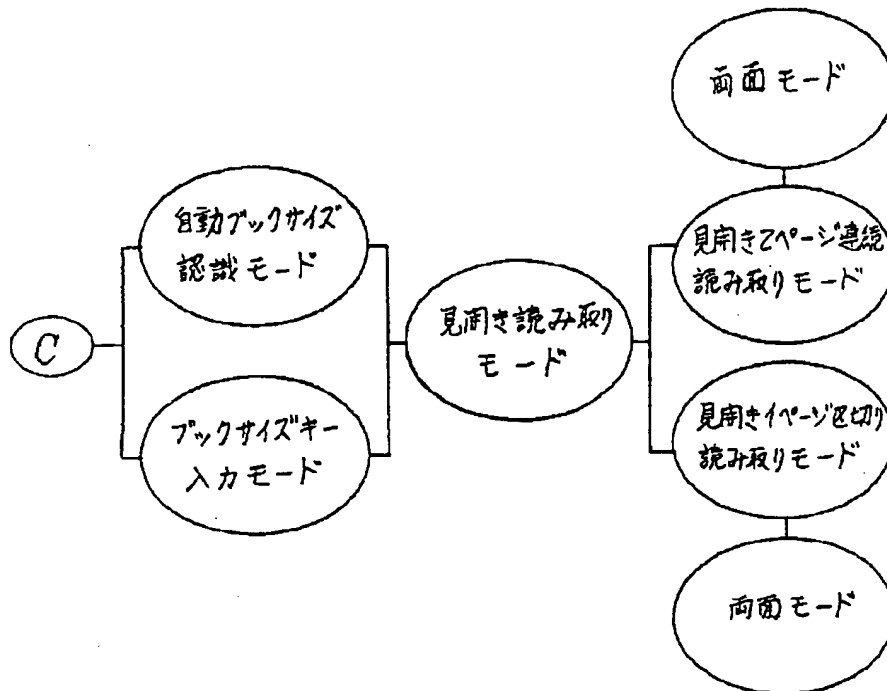 両面モード
自動ブックサイズ
認識モード
見開き2ページ連続
読み取りモード
C
見開き読み取り
モード
ブックサイズキー
入力モード
見開き1ページ区切り
読み取りモード
両面モード